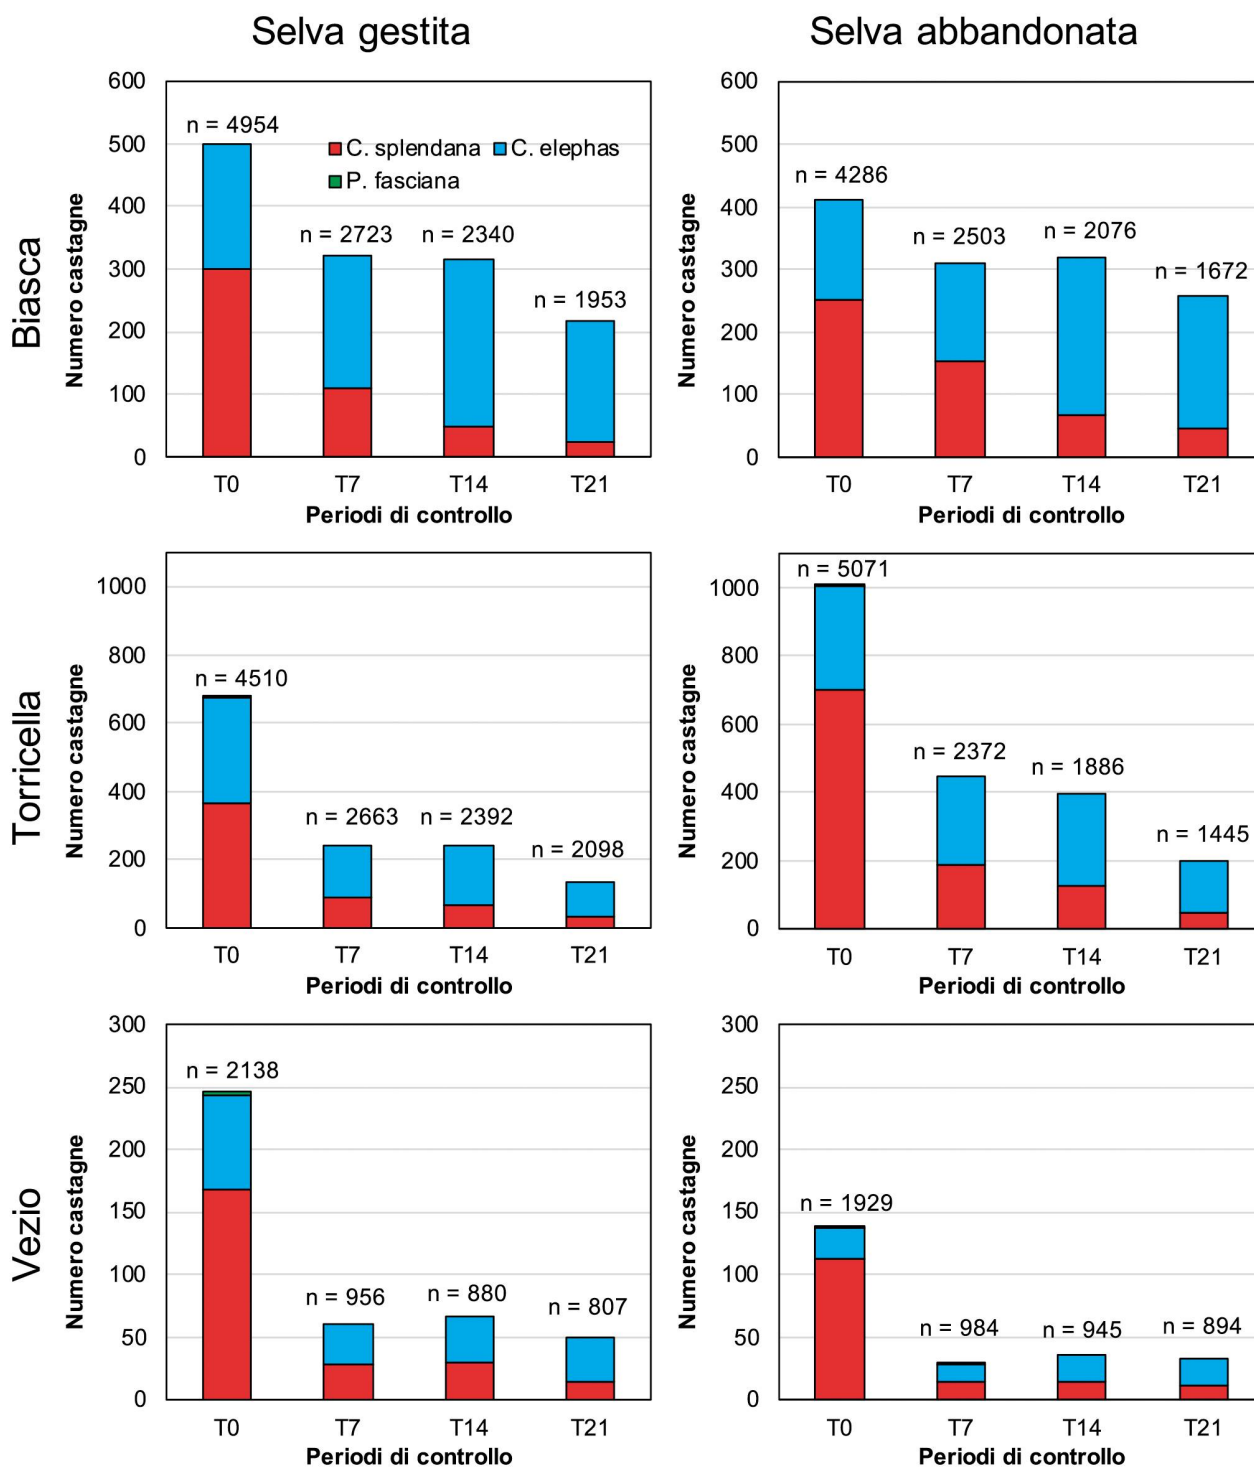 Selva gestita
Selva abbandonata
Biasca
Numero castagne
600
500
400
300
200
100
0
n = 4954
C. splendana C. elephas
P. fasciana
n = 2723
n = 2340
n = 1953
T0 T7 T14 T21
Periodi di controllo
Numero castagne
600
500
400
300
200
100
0
n = 4286
n = 2503
n = 2076
n = 1672
T0 T7 T14 T21
Periodi di controllo
Torricella
Numero castagne
1000
800
600
400
200
0
n = 4510
n = 2663
n = 2392
n = 2098
T0 T7 T14 T21
Periodi di controllo
Numero castagne
1000
800
600
400
200
0
n = 5071
n = 2372
n = 1886
n = 1445
T0 T7 T14 T21
Periodi di controllo
Vezio
Numero castagne
300
250
200
150
100
50
0
n = 2138
n = 956
n = 880
n = 807
T0 T7 T14 T21
Periodi di controllo
Numero castagne
300
250
200
150
100
50
0
n = 1929
n = 984
n = 945
n = 894
T0 T7 T14 T21
Periodi di controllo